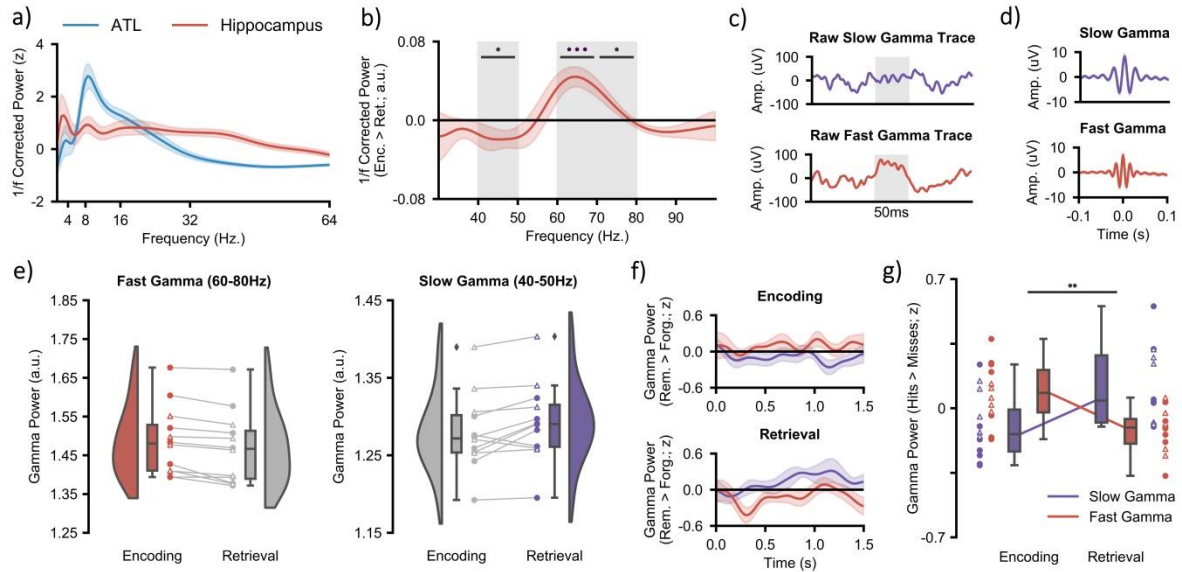 a)
ATL
Hippocampus
1/f Corrected Power (z)
4
2
0
-2
4 8 16 32 64
Frequency (Hz.)
b)
1/f Corrected Power
(Enc. > Ret.; a.u.)
0.08
0.0
-0.08
40 50 60 70 80 90
Frequency (Hz.)
c)
Raw Slow Gamma Trace
Amp. (uV)
100
0
-100
Raw Fast Gamma Trace
Amp. (uV)
100
0
-100
50ms
d)
Slow Gamma
Amp. (uV)
10
0
-10
Fast Gamma
Amp. (uV)
10
0
-10
-0.1 0.0 0.1
Time (s)
e)
Fast Gamma (60-80Hz)
Gamma Power (a.u.)
1.85
1.75
1.65
1.55
1.45
1.35
1.25
Encoding Retrieval
Slow Gamma (40-50Hz)
Gamma Power (a.u.)
1.45
1.35
1.25
1.15
Encoding Retrieval
f)
Encoding
Gamma Power
(Rem. > Forg.; z)
0.6
0.0
-0.6
0.0 0.5 1.0 1.5
Retrieval
Gamma Power
(Rem. > Forg.; z)
0.6
0.0
-0.6
0.0 0.5 1.0 1.5
Time (s)
g)
Gamma Power (Hits > Misses; z)
0.7
0
-0.7
Slow Gamma
Fast Gamma
Encoding Retrieval